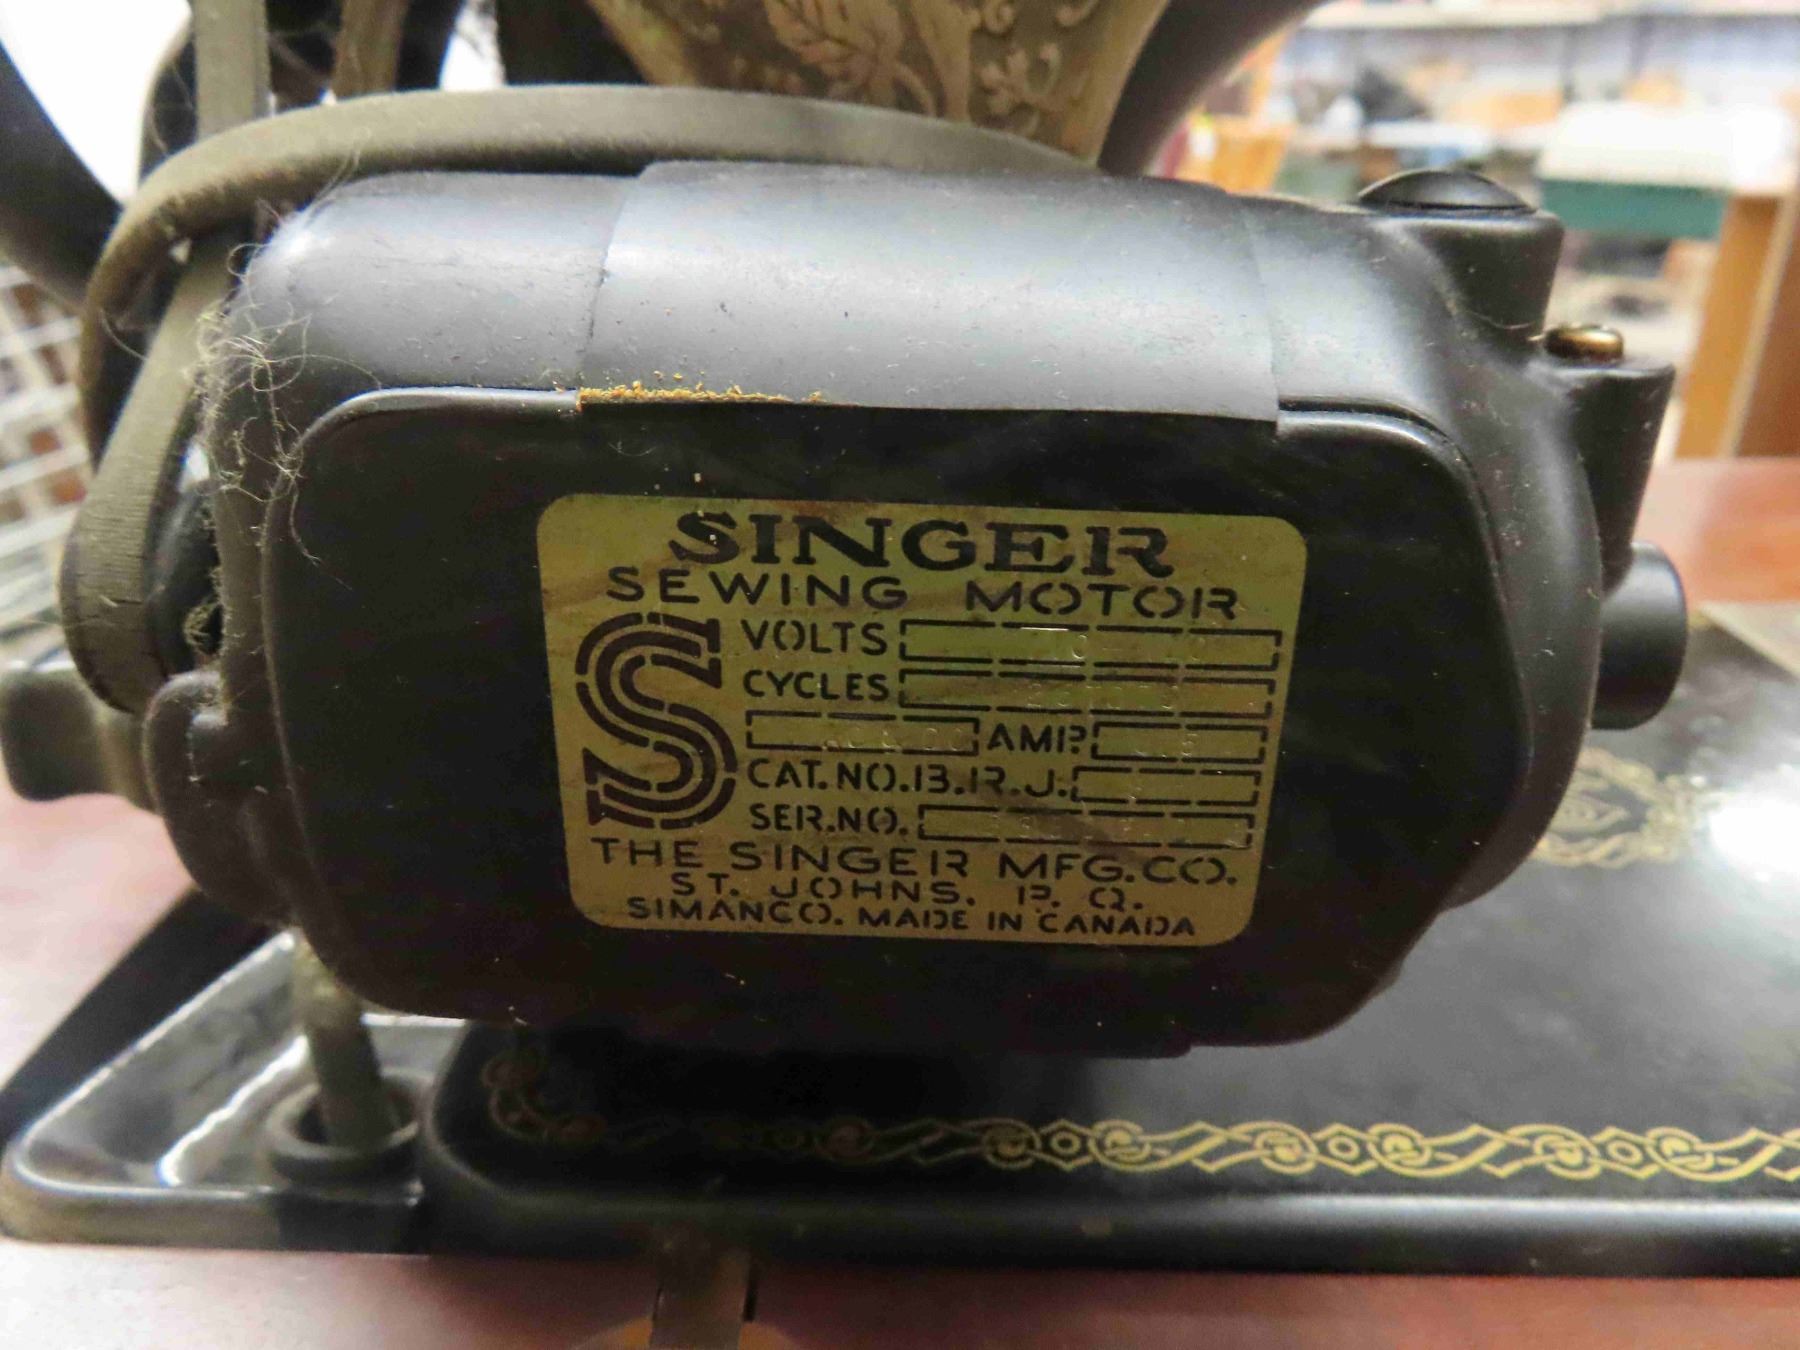 SINGER
SEWING MOTOR
S
VOLTS
CYCLES
AMP.
CAT. NO. B.R.J.
SER. NO.
THE SINGER MFG. CO.
ST. JOHNS, P. Q.
SIMANCO. MADE IN CANADA